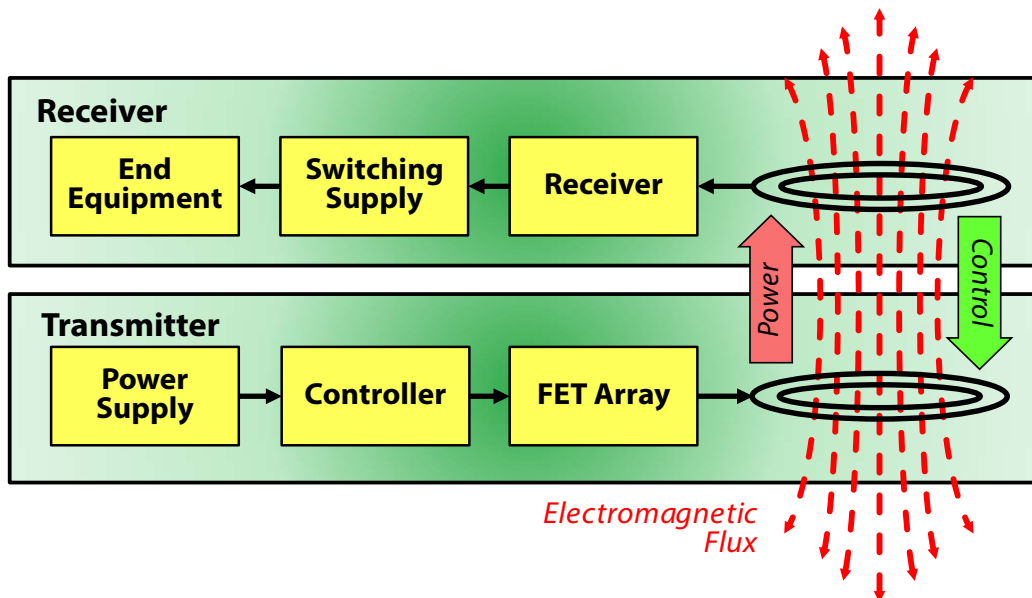 Receiver
End
Equipment
Switching
Supply
Receiver
Power
Control
Transmitter
Power
Supply
Controller
FET Array
Electromagnetic
Flux